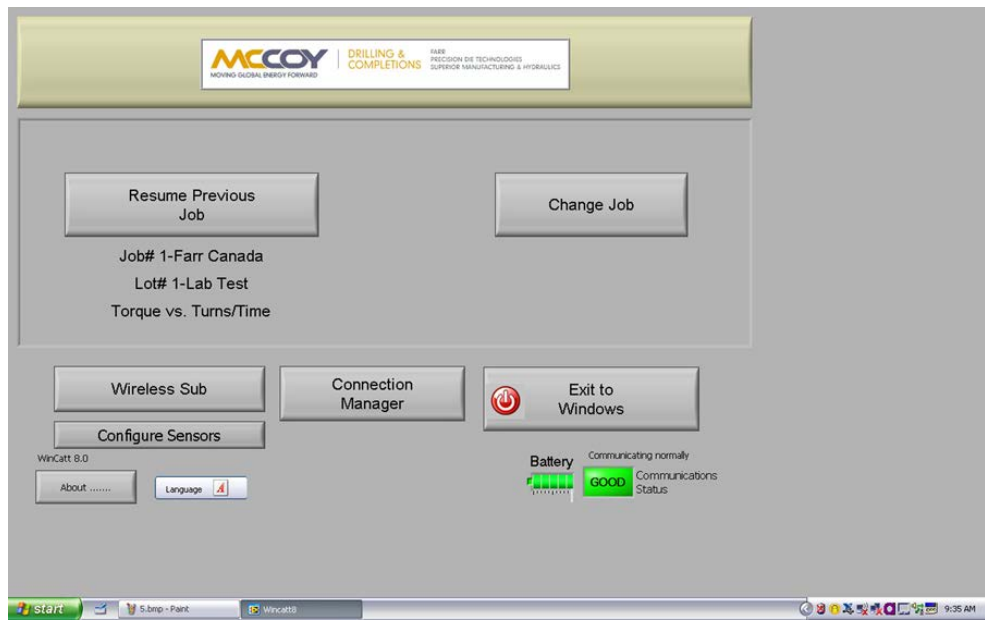 MCCOY
MOVING GLOBAL ENERGY FORWARD
DRILLING &
COMPLETIONS
FARR
PRECISION DIE TECHNOLOGIES
SUPERIOR MANUFACTURING & HYDRAULICS
Resume Previous
Job
Change Job
Job# 1-Farr Canada
Lot# 1-Lab Test
Torque vs. Turns/Time
Wireless Sub
Connection
Manager
Exit to
Windows
Configure Sensors
WinCatt 8.0
About .......
Language A
Battery
Communicating normally
GOOD
Communications
Status
start
5.bmp - Paint
Wincatt8
9:35 AM